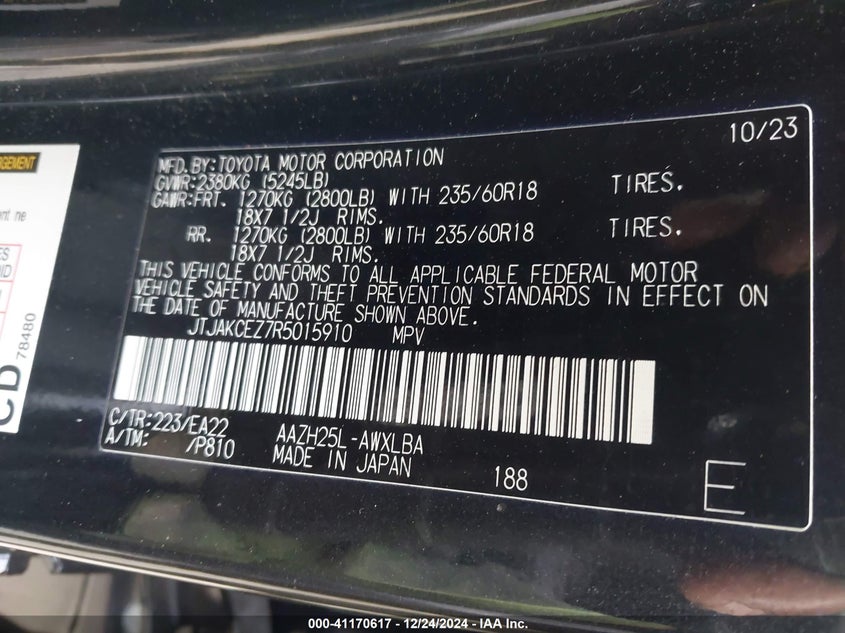 10/23
MFD. BY: TOYOTA MOTOR CORPORATION
GVWR: 2380KG (5245LB)
GAWR: FRT. 1270KG (2800LB) WITH 235/60R18 TIRES.
18X7 1/2J RIMS.
RR. 1270KG (2800LB) WITH 235/60R18 TIRES.
18X7 1/2J RIMS.
THIS VEHICLE CONFORMS TO ALL APPLICABLE FEDERAL MOTOR
VEHICLE SAFETY AND THEFT PREVENTION STANDARDS IN EFFECT ON
THE DATE OF MANUFACTURE SHOWN ABOVE.
JTJAKCEZ7R5015910 MPV
C/TR: 223/EA22 AAZH25L-AWXLBA
A/TM: /P810 MADE IN JAPAN 188 E
78480
000-41170617 - 12/24/2024 - IAA Inc.